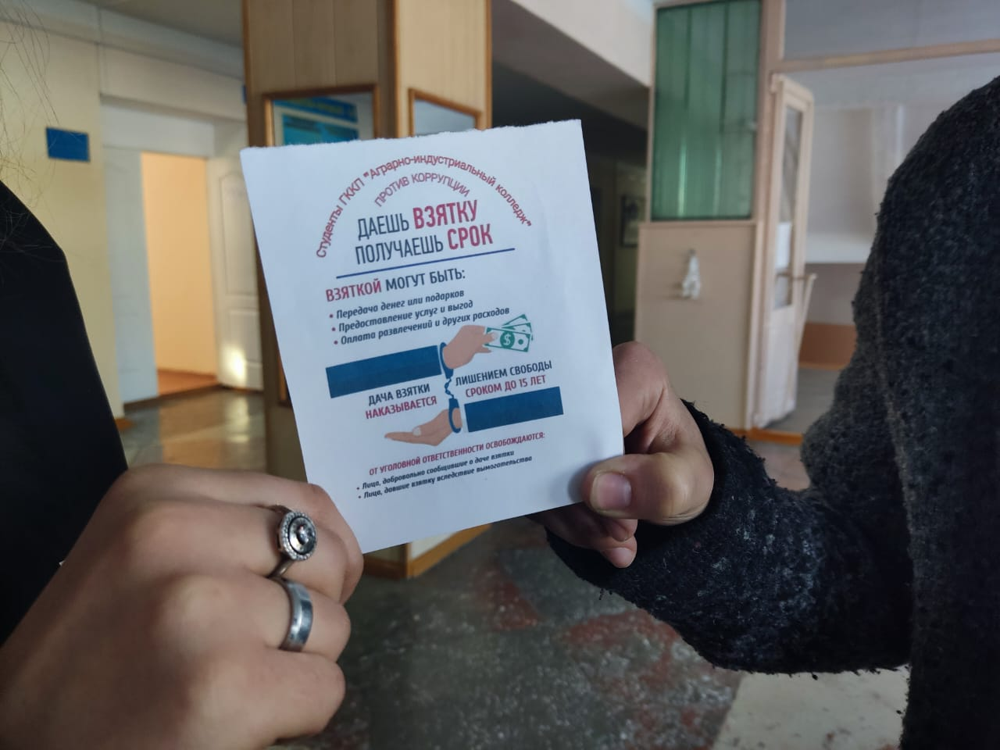 Студенты ГККП "Аграрно-индустриальный колледж"
ПРОТИВ КОРРУПЦИИ
ДАЕШЬ ВЗЯТКУ
ПОЛУЧАЕШЬ СРОК
ВЗЯТКОЙ МОГУТ БЫТЬ:
• Передача денег или подарков
• Предоставление услуг и выгод
• Оплата развлечений и других расходов
$
ДАЧА ВЗЯТКИ
НАКАЗЫВАЕТСЯ
ЛИШЕНИЕМ СВОБОДЫ
СРОКОМ ДО 15 ЛЕТ
ОТ УГОЛОВНОЙ ОТВЕТСТВЕННОСТИ ОСВОБОЖДАЮТСЯ:
• Лица, добровольно сообщившие о даче взятки
• Лица, давшие взятку вследствие вымогательства